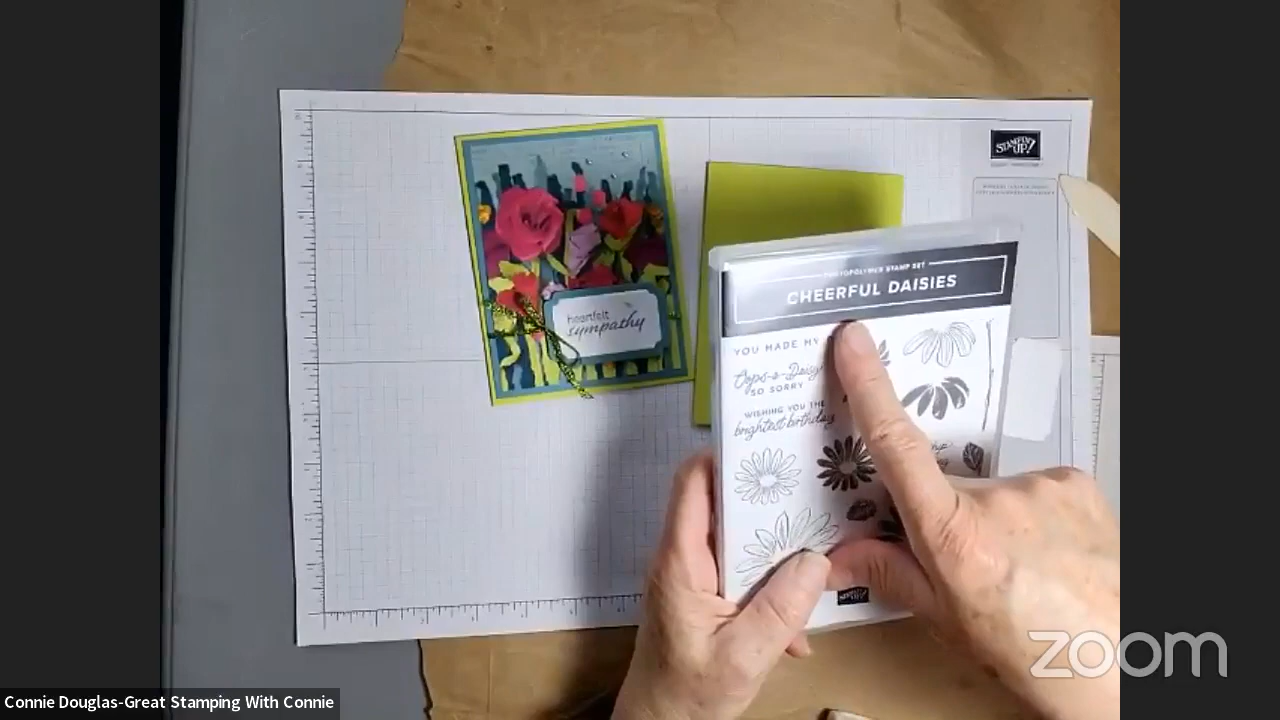 STAMPIN' UP!
heartfelt
sympathy
PHOTOPOLYMER STAMP SET
CHEERFUL DAISIES
YOU MADE MY
Oops-a-Daisy
SO SORRY
WISHING YOU THE
brightest birthday
zoom
Connie Douglas-Great Stamping With Connie